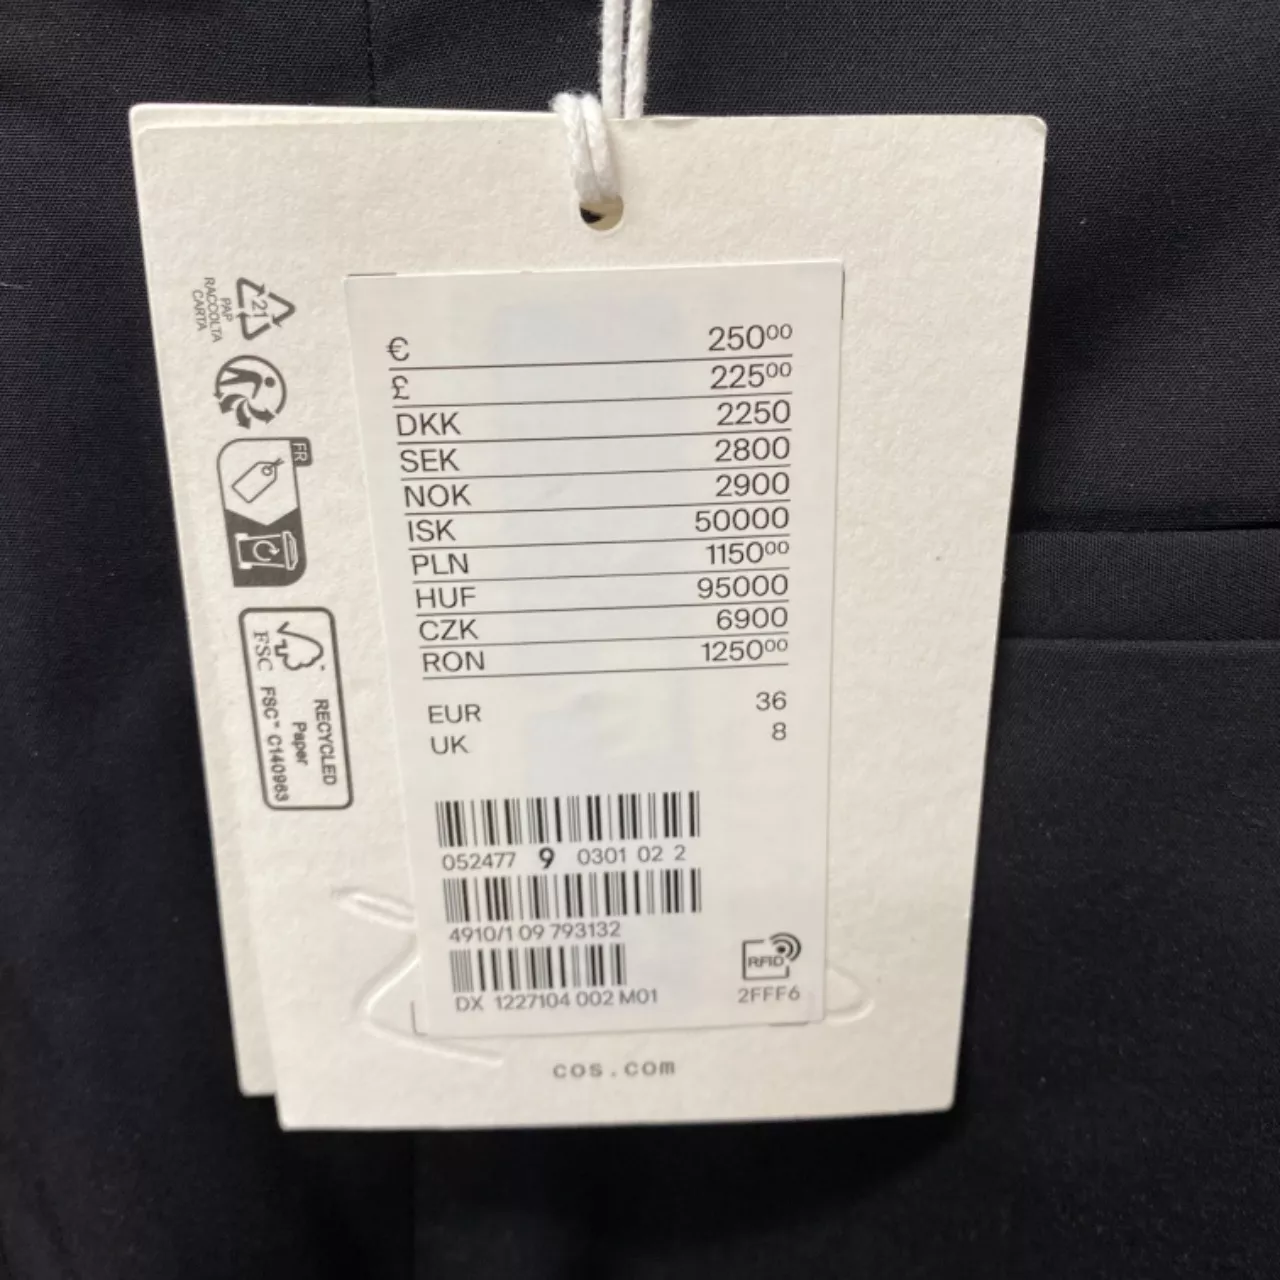 21
PAP
RACCOLTA
CARTA
FR
FSC
FSC™ C140963
RECYCLED
Paper
€ 250⁰⁰
£ 225⁰⁰
DKK 2250
SEK 2800
NOK 2900
ISK 50000
PLN 1150⁰⁰
HUF 95000
CZK 6900
RON 1250⁰⁰
EUR 36
UK 8
052477 9 0301 02 2
4910/1 09 793132
DX 1227104 002 M01
RFID
2FFF6
cos.com